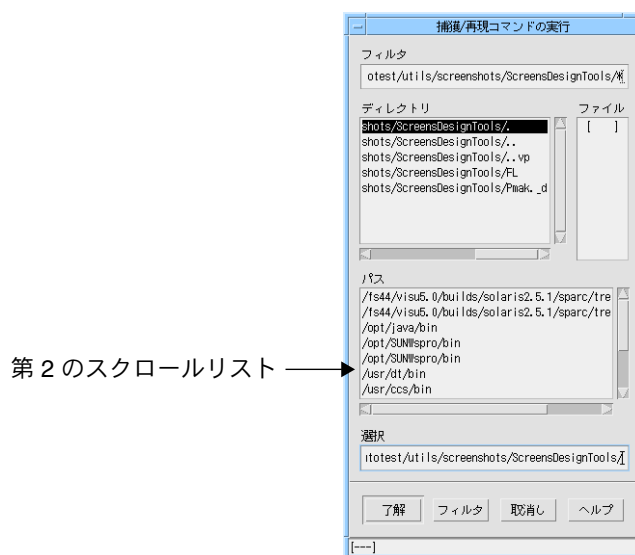 捕獲/再現コマンドの実行
フィルタ
otest/utils/screenshots/ScreensDesignTools/*
ディレクトリ
ファイル
shots/ScreensDesignTools/.
[ ]
shots/ScreensDesignTools/..
shots/ScreensDesignTools/..vp
shots/ScreensDesignTools/FL
shots/ScreensDesignTools/Pmak._d
パス
/fs44/visu5.0/builds/solaris2.5.1/sparc/tre
/fs44/visu5.0/builds/solaris2.5.1/sparc/tre
/opt/java/bin
/opt/SUNWspro/bin
/opt/SUNWspro/bin
/usr/dt/bin
/usr/ccs/bin
第 2 のスクロールリスト
選択
itotest/utils/screenshots/ScreensDesignTools/
了解 フィルタ 取消し ヘルプ
[---]